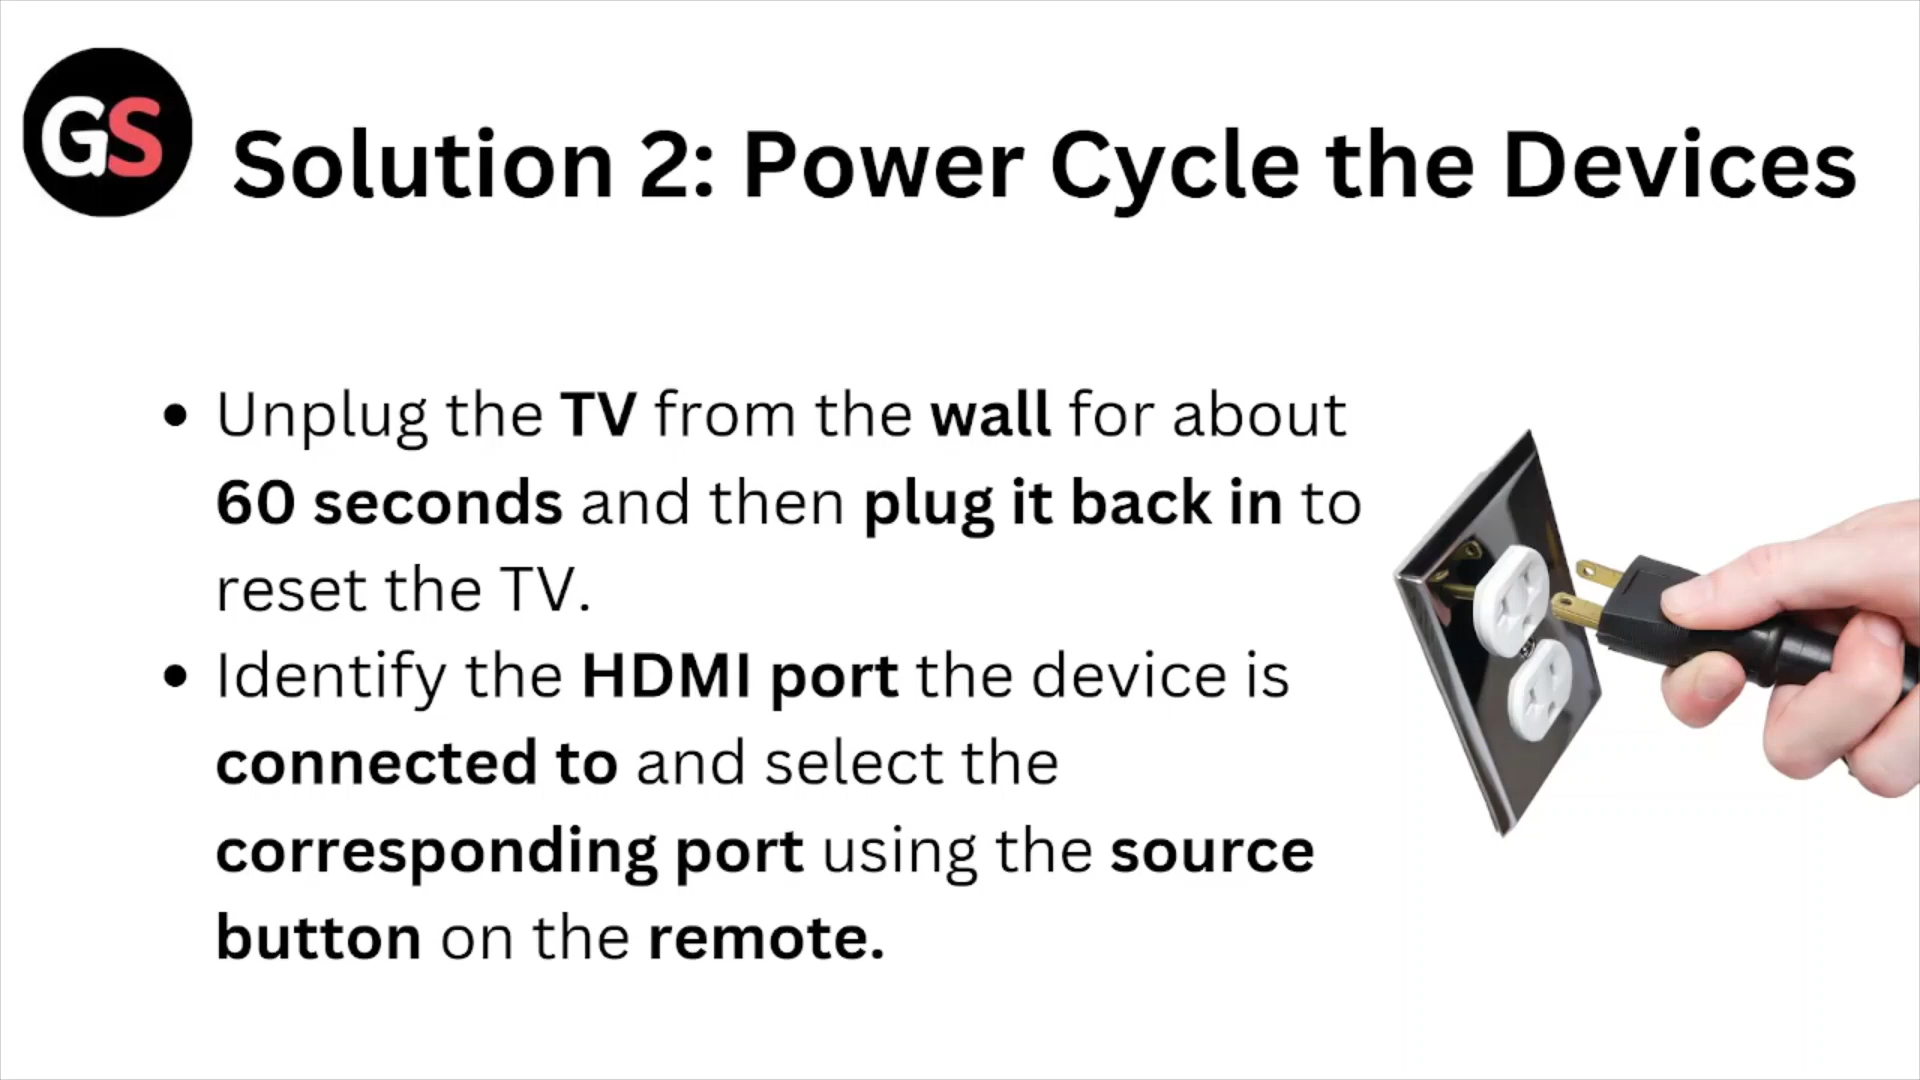 GS
Solution 2: Power Cycle the Devices
• Unplug the TV from the wall for about
60 seconds and then plug it back in to
reset the TV.
• Identify the HDMI port the device is
connected to and select the
corresponding port using the source
button on the remote.